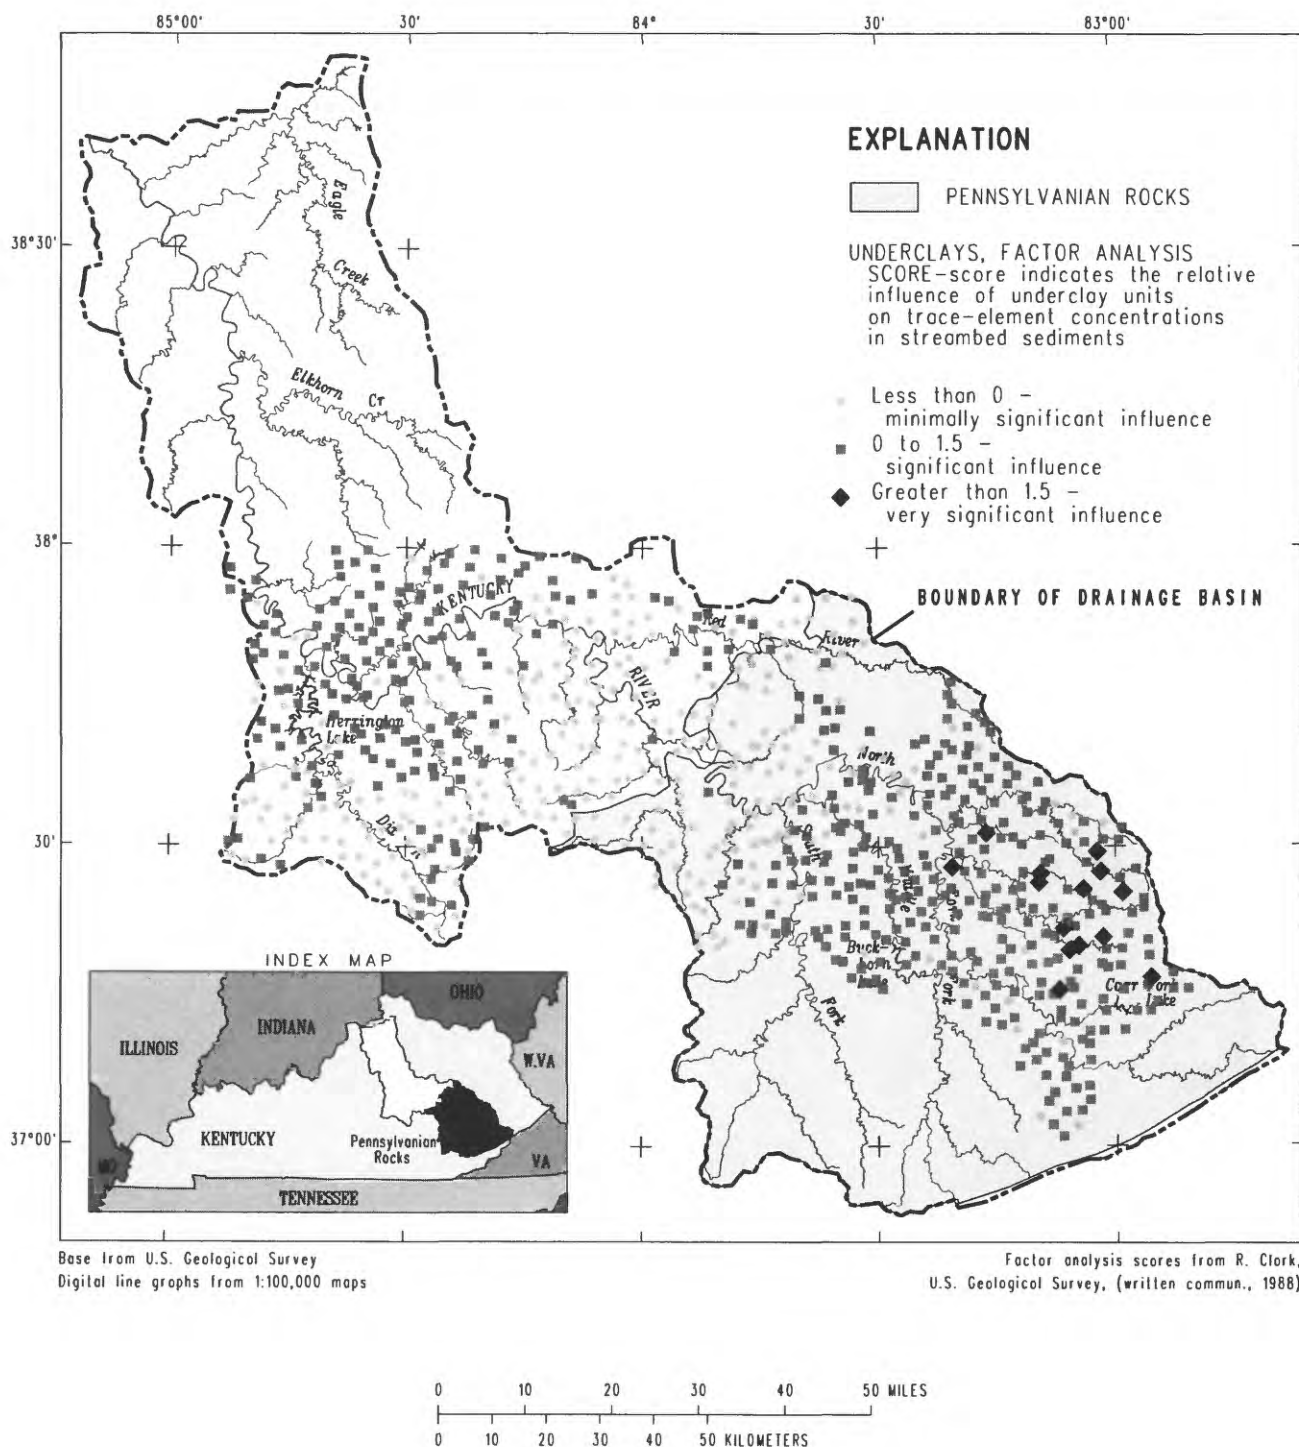 85°00'
30'
84°
30'
83°00'
38°30'
38°
30'
37°00'
EXPLANATION
PENNSYLVANIAN ROCKS
UNDERCLAYS, FACTOR ANALYSIS
SCORE-score indicates the relative
influence of underclay units
on trace-element concentrations
in streambed sediments
Less than 0 -
minimally significant influence
0 to 1.5 -
significant influence
Greater than 1.5 -
very significant influence
BOUNDARY OF DRAINAGE BASIN
Eagle
Creek
Elkhorn
Cr
KENTUCKY
RIVER
Red
River
Herrington
Lake
Dix
North
South
Middle
Fork
Buck-
horn
Lake
Fork
Fork
Carr Fork
Lake
INDEX MAP
OHIO
INDIANA
ILLINOIS
W.VA
KENTUCKY
Pennsylvanian
Rocks
MO
VA
TENNESSEE
Base from U.S. Geological Survey
Digital line graphs from 1:100,000 maps
Factor analysis scores from R. Clark,
U.S. Geological Survey, (written commun., 1988)
0 10 20 30 40 50 MILES
0 10 20 30 40 50 KILOMETERS